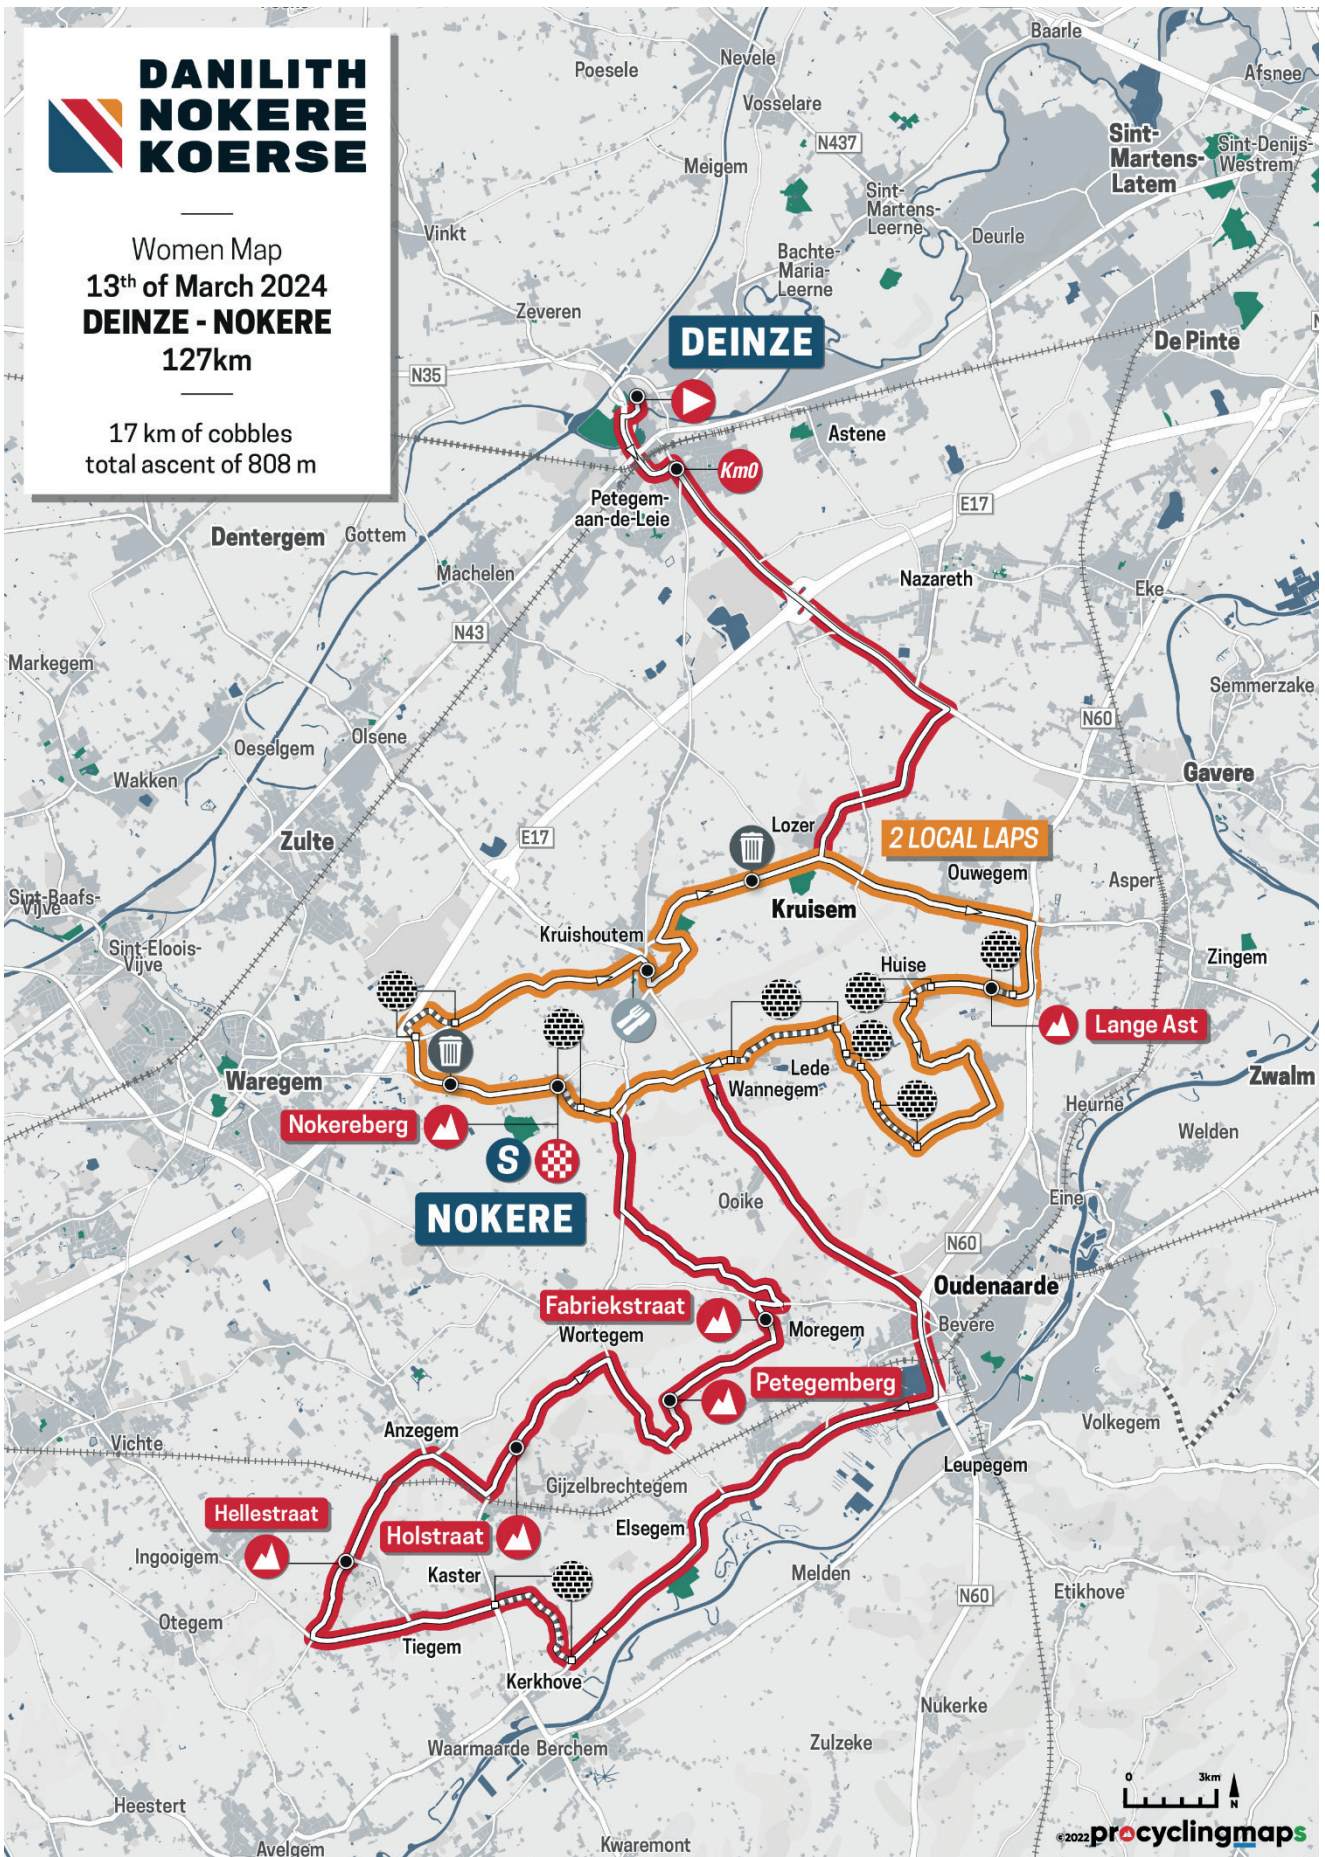 DANILITH
NOKERE
KOERSE
Women Map
13th of March 2024
DEINZE - NOKERE
127km
17 km of cobbles
total ascent of 808 m
Baarle
Nevele
Poesele
Afsnee
Vosselare
N437
Sint-
Martens-
Latem
Sint-Denijs-
Westrem
Meigem
Sint-
Martens-
Leerne
Vinkt
Deurle
Bachte-
Maria-
Leerne
Zeveren
DEINZE
De Pinte
N35
Astene
Km0
Petegem-
aan-de-Leie
E17
Dentergem
Gottem
Machelen
Nazareth
Eke
N43
Markegem
Semmerzake
N60
Olsene
Oeselgem
Wakken
Gavere
Zulte
E17
Lozer
2 LOCAL LAPS
Ouwegem
Asper
Sint-Baafs-
Vijve
Kruisem
Kruishoutem
Sint-Eloois-
Vijve
Huise
Zingem
Lange Ast
Waregem
Lede
Wannegem
Zwalm
Heurne
Nokereberg
Welden
S
Ooike
Eine
NOKERE
N60
Oudenaarde
Fabriekstraat
Bevere
Wortegem
Moregem
Petegemberg
Anzegem
Volkegem
Vichte
Leupegem
Gijzelbrechtegem
Hellestraat
Holstraat
Elsegem
Ingooigem
Kaster
Melden
N60
Etikhove
Otegem
Tiegem
Kerkhove
Nukerke
Waarmaarde
Berchem
Zulzeke
0
3km
N
Heestert
©2022 procyclingmaps
Avelgem
Kwaremont